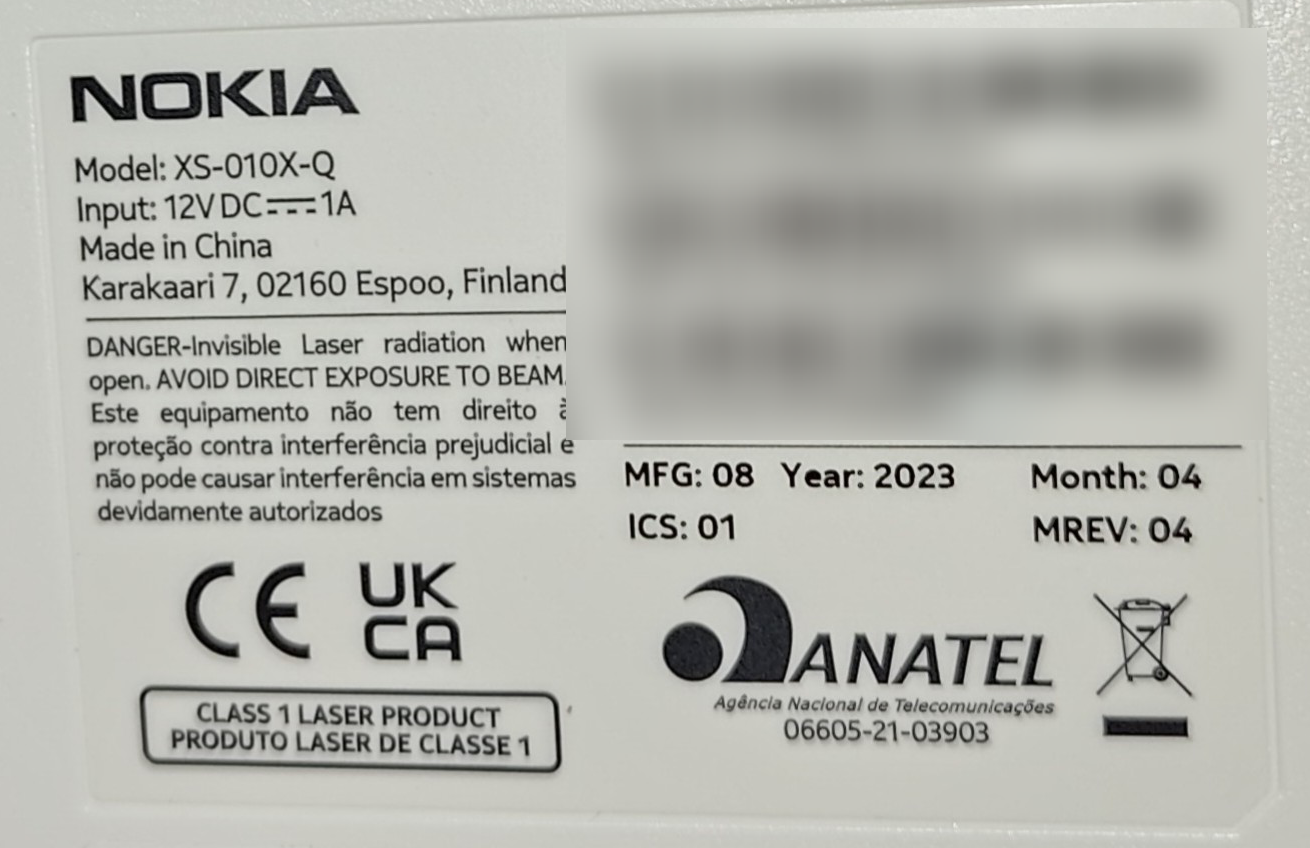 NOKIA
Model: XS-010X-Q
Input: 12V DC⎓1A
Made in China
Karakaari 7, 02160 Espoo, Finland
DANGER-Invisible Laser radiation when
open. AVOID DIRECT EXPOSURE TO BEAM.
Este equipamento não tem direito à
proteção contra interferência prejudicial e
não pode causar interferência em sistemas
devidamente autorizados
CE UK
CA
CLASS 1 LASER PRODUCT
PRODUTO LASER DE CLASSE 1
MFG: 08 Year: 2023 Month: 04
ICS: 01 MREV: 04
ANATEL
Agência Nacional de Telecomunicações
06605-21-03903